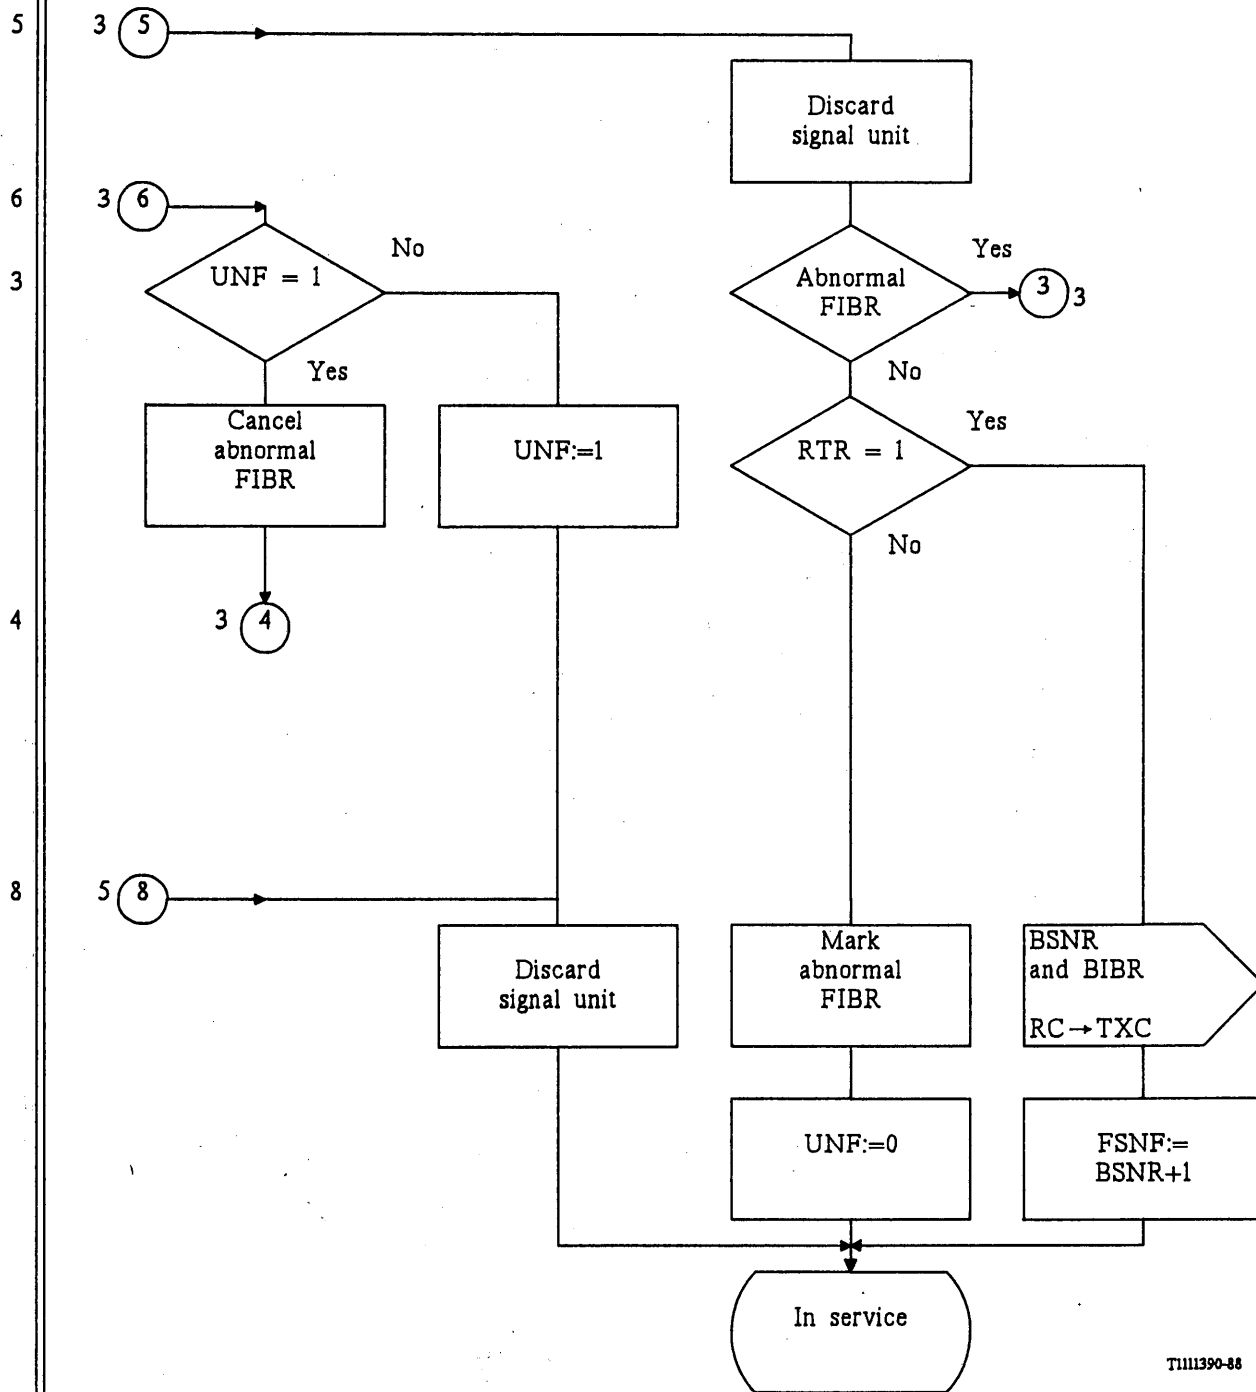 5 3 5
Discard
signal unit
6 3 6
No
Yes
3 UNF = 1
Abnormal
FIBR
3 3
Yes
No
Cancel
abnormal
FIBR
UNF:=1
RTR = 1
Yes
No
4 3 4
8 5 8
Discard
signal unit
Mark
abnormal
FIBR
BSNR
and BIBR
RC→TXC
UNF:=0
FSNF:=
BSNR+1
In service
T1111390-88